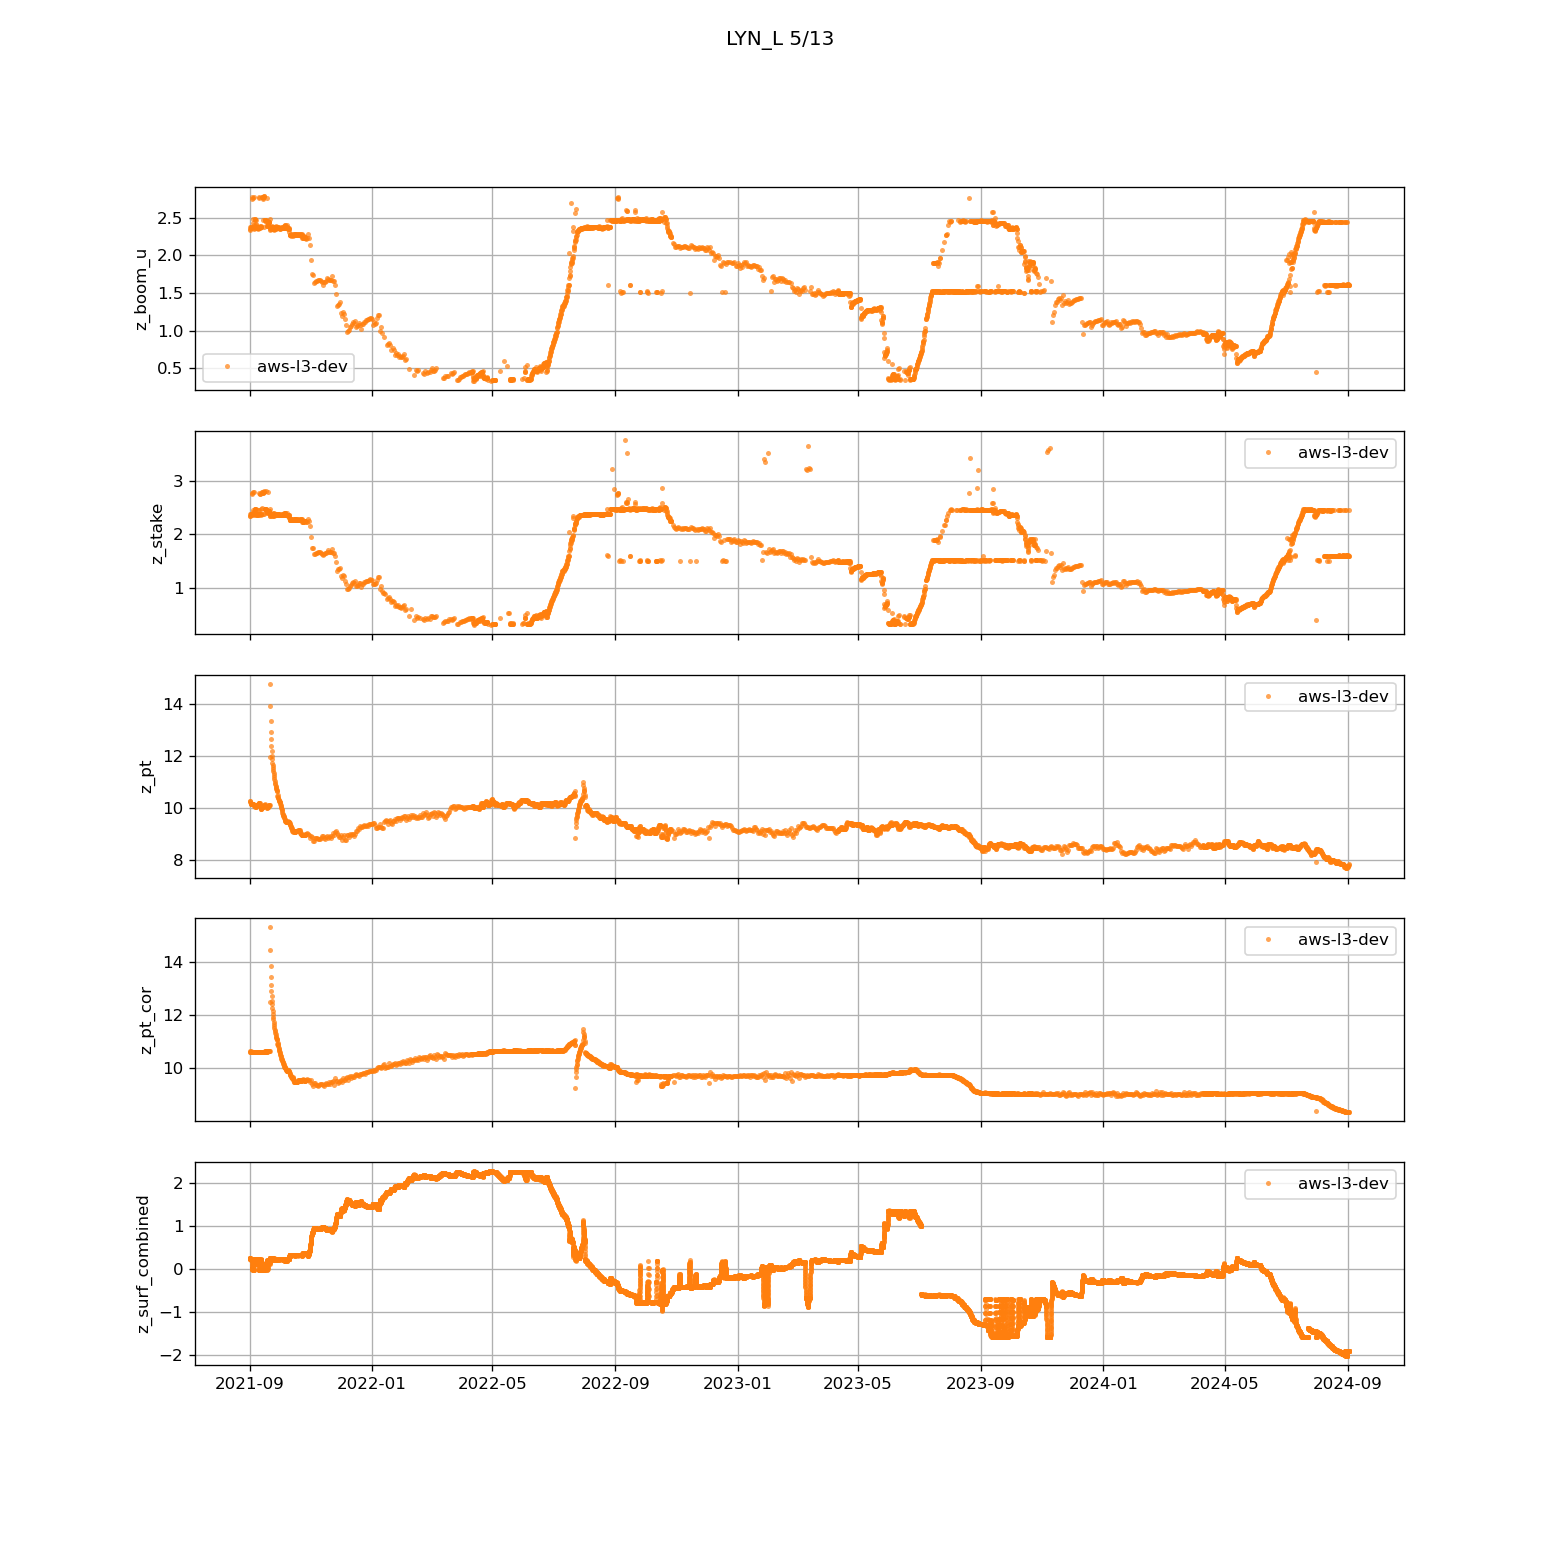 LYN_L 5/13
z_boom_u
2.5
2.0
1.5
1.0
0.5
aws-l3-dev
z_stake
3
2
1
aws-l3-dev
z_pt
14
12
10
8
aws-l3-dev
z_pt_cor
14
12
10
aws-l3-dev
z_surf_combined
2
1
0
−1
−2
aws-l3-dev
2021-09 2022-01 2022-05 2022-09 2023-01 2023-05 2023-09 2024-01 2024-05 2024-09